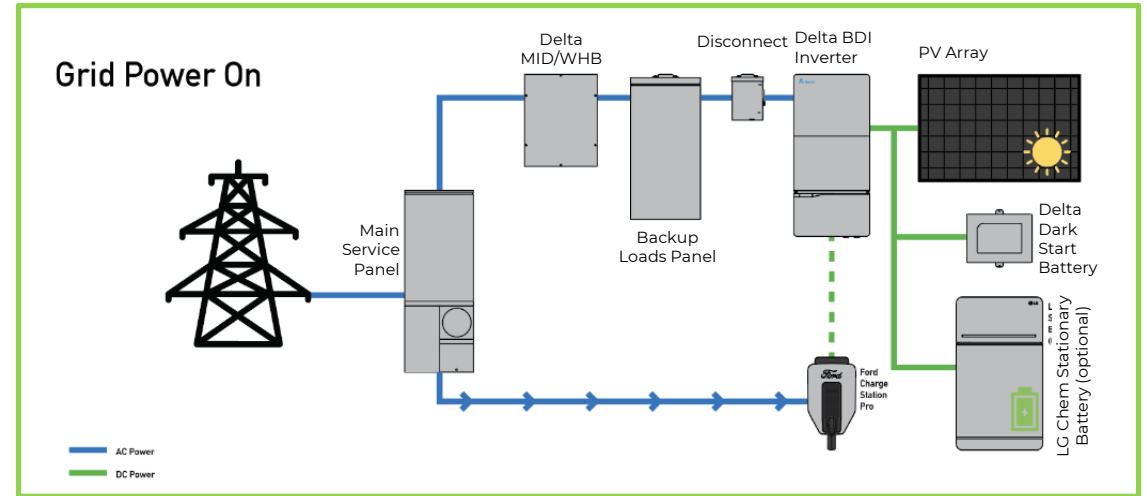 Grid Power On
Delta
MID/WHB
Disconnect
Delta BDI
Inverter
PV Array
Main
Service
Panel
Backup
Loads Panel
Delta
Dark
Start
Battery
LG
L
S
E
LG Chem Stationary
Battery (optional)
Ford
Ford
Charge
Station
Pro
AC Power
DC Power